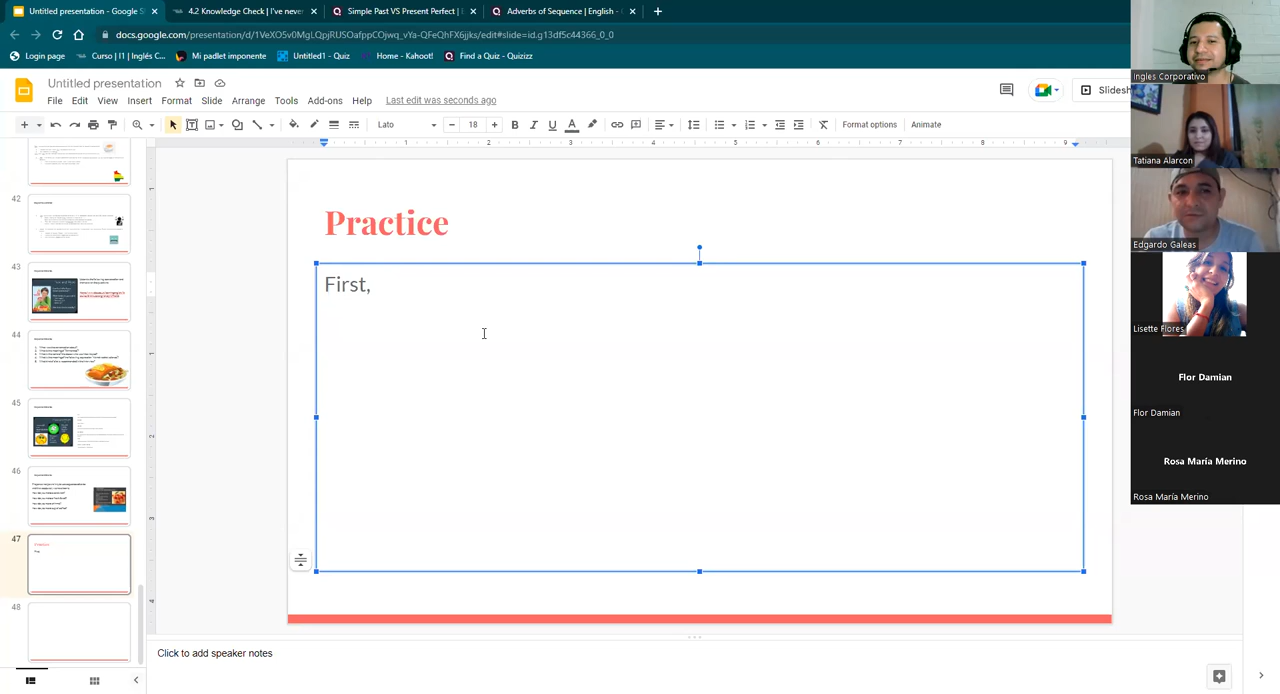 Untitled presentation - Google S
4.2 Knowledge Check | I've never
Simple Past VS Present Perfect |
Adverbs of Sequence | English -
docs.google.com/presentation/d/1VeXO5v0MgLQpjRUSOafppCOjwq_vYa-QFeQhFX6jjks/edit#slide=id.g13df5c44366_0_0
Login page
Curso | I1 | Inglés C...
Mi padlet imponente
Untitled1 - Quiz
Home - Kahoot!
Find a Quiz - Quizizz
Untitled presentation
File Edit View Insert Format Slide Arrange Tools Add-ons Help Last edit was seconds ago
Slidesh
Lato
18
Format options
Animate
Practice
First,
42
43
44
45
46
47
48
Click to add speaker notes
Ingles Corporativo
Tatiana Alarcon
Edgardo Galeas
Lisette Flores
Flor Damian
Flor Damian
Rosa María Merino
Rosa María Merino